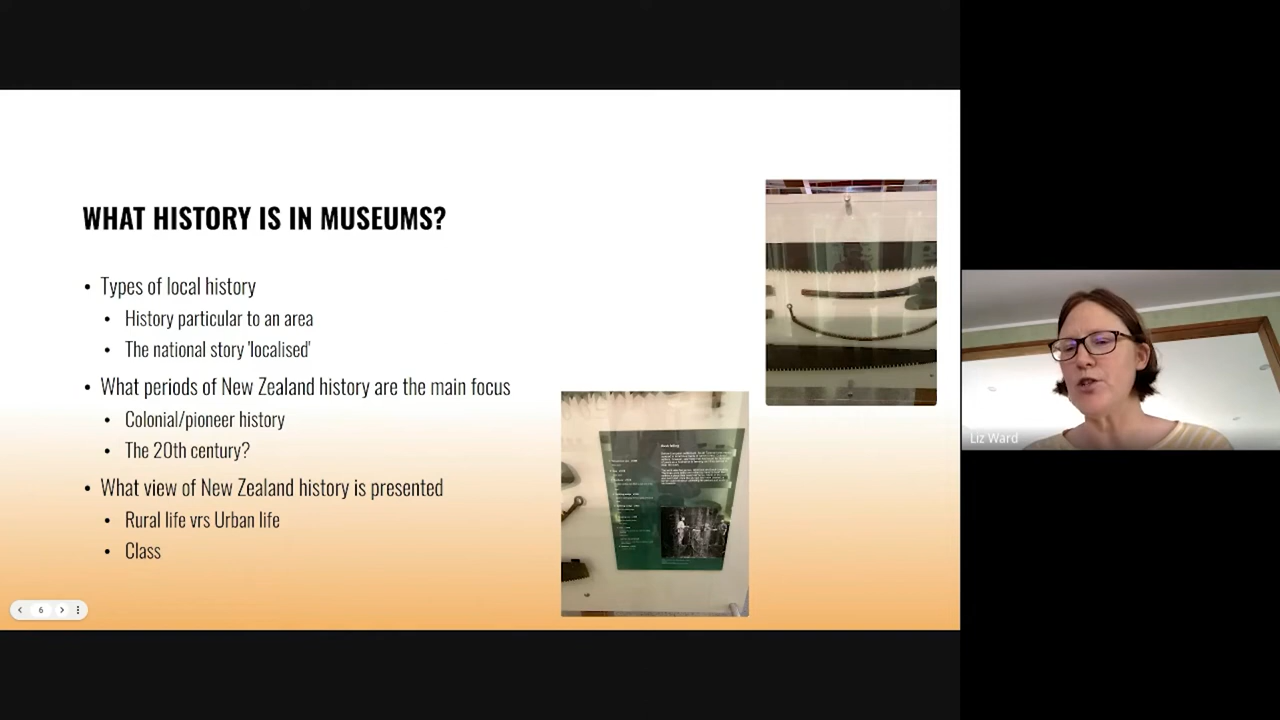 WHAT HISTORY IS IN MUSEUMS?
• Types of local history
• History particular to an area
• The national story 'localised'
• What periods of New Zealand history are the main focus
• Colonial/pioneer history
• The 20th century?
• What view of New Zealand history is presented
• Rural life vrs Urban life
• Class
6
Liz Ward